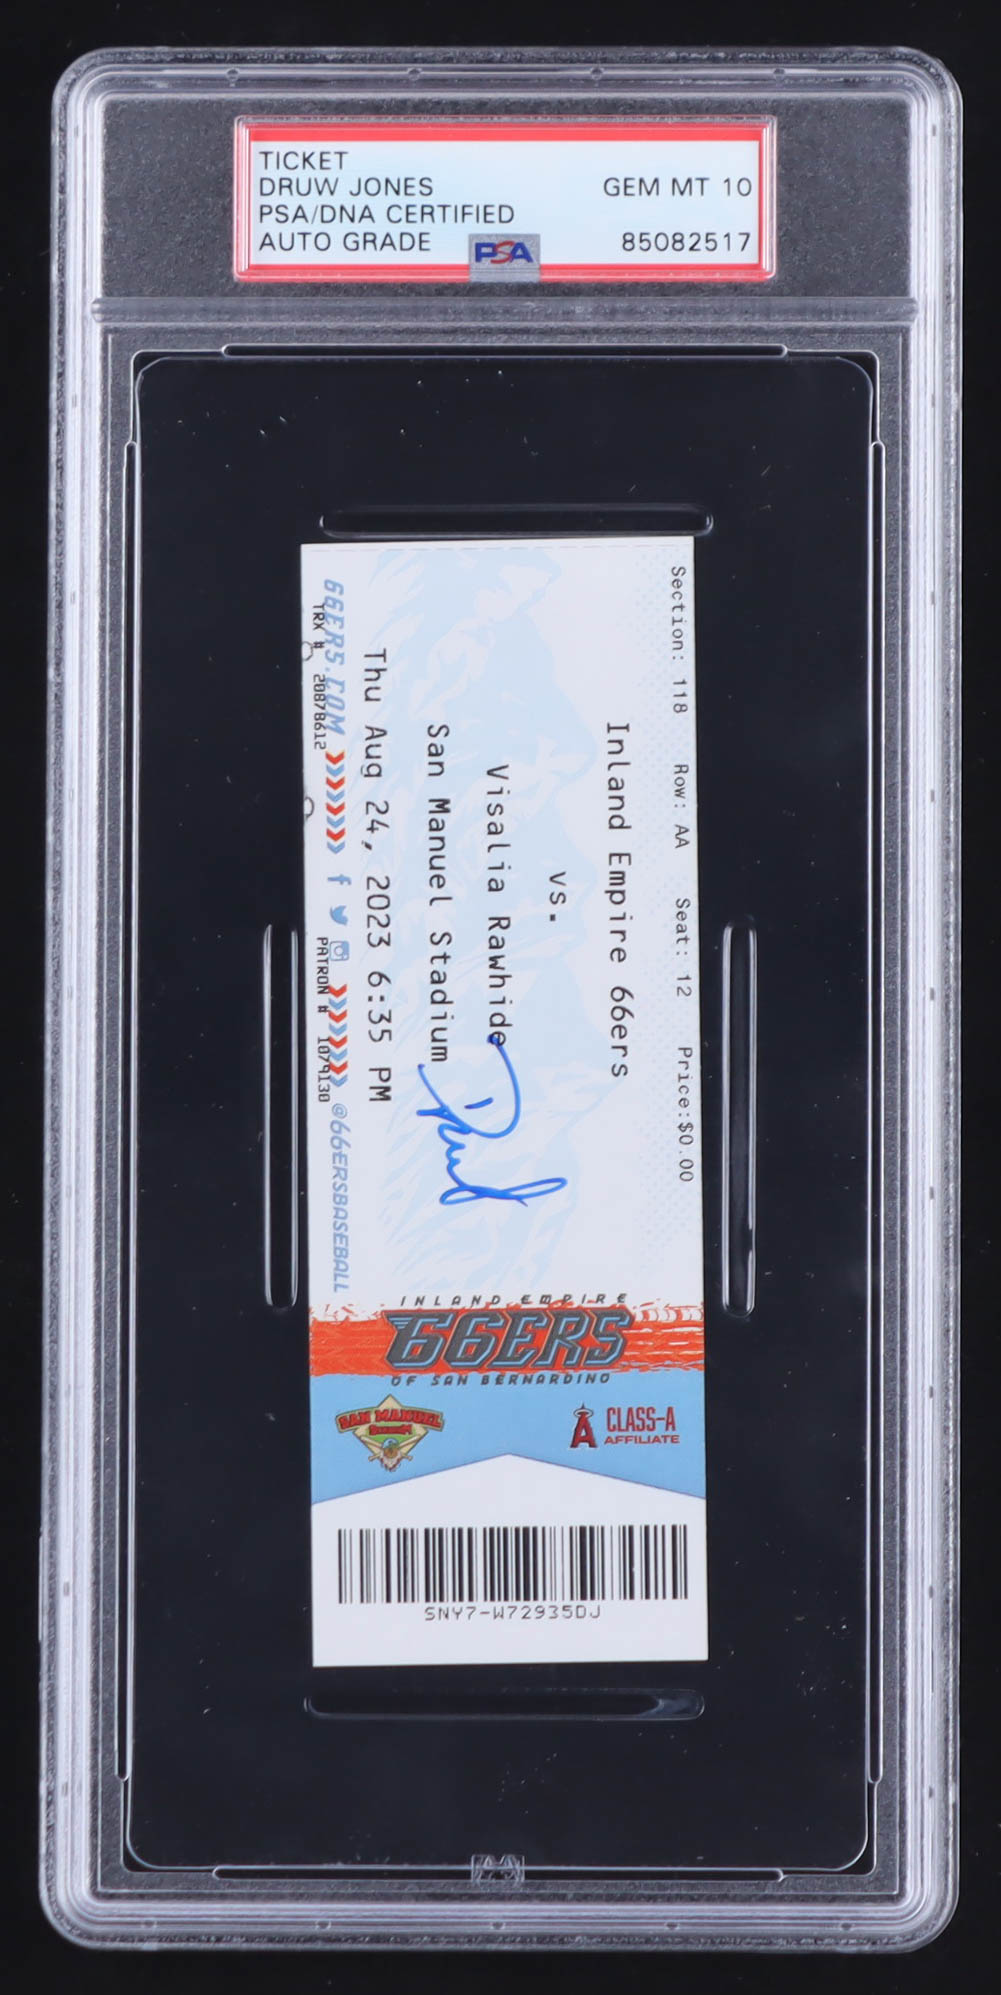 TICKET
DRUW JONES
PSA/DNA CERTIFIED
AUTO GRADE
GEM MT 10
85082517
PSA
Section: 118 Row: AA Seat: 12 Price:$0.00
Inland Empire 66ers
vs.
Visalia Rawhide
San Manuel Stadium
Thu Aug 24, 2023 6:35 PM
66ERS.COM @66ERSBASEBALL
TRX # 20878612 PATRON # 1079130
INLAND EMPIRE
66ERS
OF SAN BERNARDINO
SAN MANUEL
STADIUM
A
CLASS-A
AFFILIATE
SNY7-W72935DJ